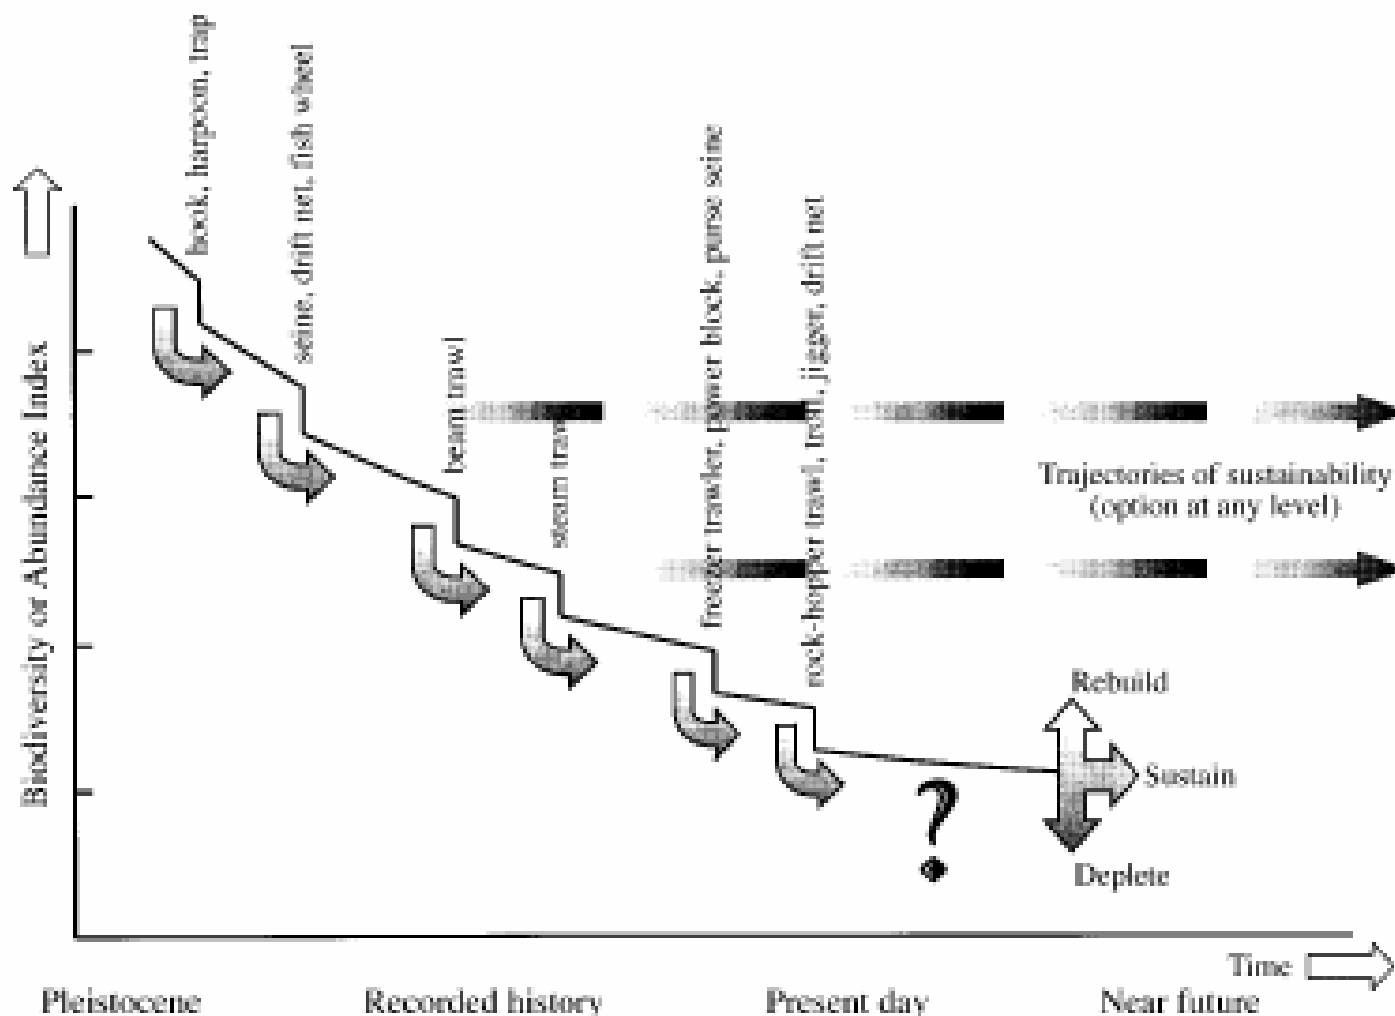 hook, harpoon, trap
seine, drift net, fish wheel
beam trawl
steam trawl
freezer trawler, power block, purse seine
rock-hopper trawl, troll, jigger, drift net
Biodiversity or Abundance Index
Trajectories of sustainability
(option at any level)
Rebuild
Sustain
?
Deplete
Time
Pleistocene
Recorded history
Present day
Near future